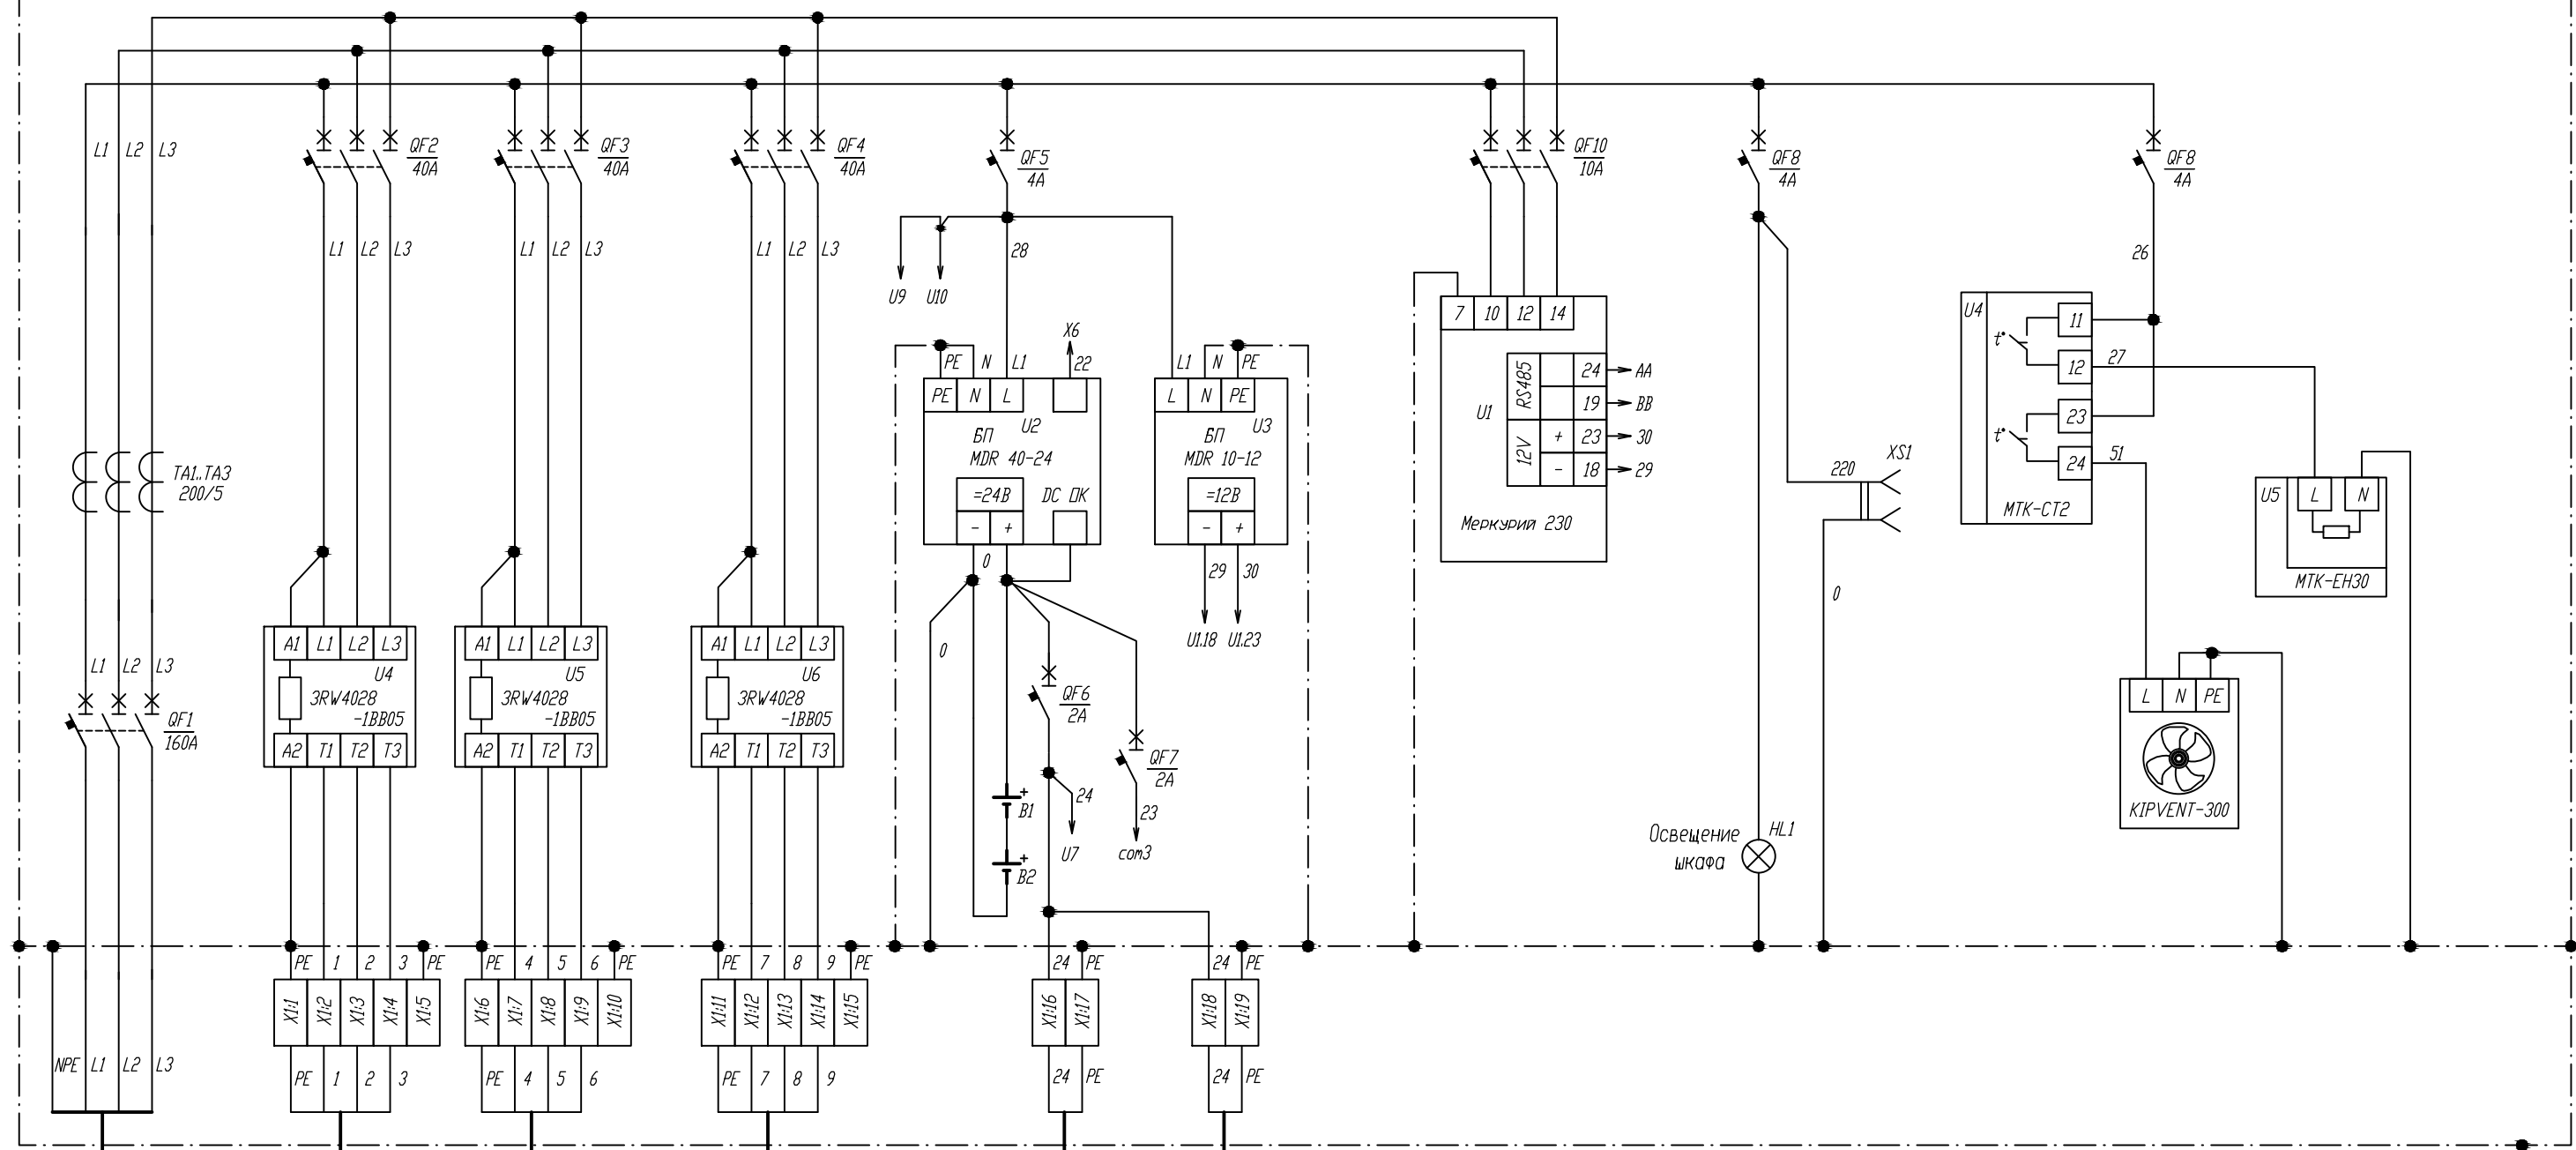 L1 L2 L3
QF2
40A
QF3
40A
QF4
40A
QF5
4A
QF10
10A
QF8
4A
QF8
4A
L1 L2 L3
L1 L2 L3
L1 L2 L3
28
26
U9 U10
X6
22
PE N L1
L1 N PE
PE N L
U2
БП
MDR 40-24
=24В
DC OK
- +
L N PE
U3
БП
MDR 10-12
=12В
- +
7 10 12 14
U1
RS485
24 AA
19 BB
12V
+ 23 30
- 18 29
Меркурий 230
U4
t°
11
12
27
t°
23
24
51
МТК-СТ2
XS1
220
0
U5
L N
МТК-ЕН30
TA1..TA3
200/5
0
29 30
U1.18 U1.23
0
L1 L2 L3
QF1
160A
A1 L1 L2 L3
U4
3RW4028
-1BB05
A2 T1 T2 T3
A1 L1 L2 L3
U5
3RW4028
-1BB05
A2 T1 T2 T3
A1 L1 L2 L3
U6
3RW4028
-1BB05
A2 T1 T2 T3
QF6
2A
QF7
2A
24
23
U7
com3
+
B1
+
B2
L N PE
KIPVENT-300
Освещение
шкафа
HL1
PE 1 2 3 PE
PE 4 5 6 PE
PE 7 8 9 PE
24 PE
24 PE
X1:1 X1:2 X1:3 X1:4 X1:5
X1:6 X1:7 X1:8 X1:9 X1:10
X1:11 X1:12 X1:13 X1:14 X1:15
X1:16 X1:17
X1:18 X1:19
NPE L1 L2 L3
PE 1 2 3
PE 4 5 6
PE 7 8 9
24 PE
24 PE